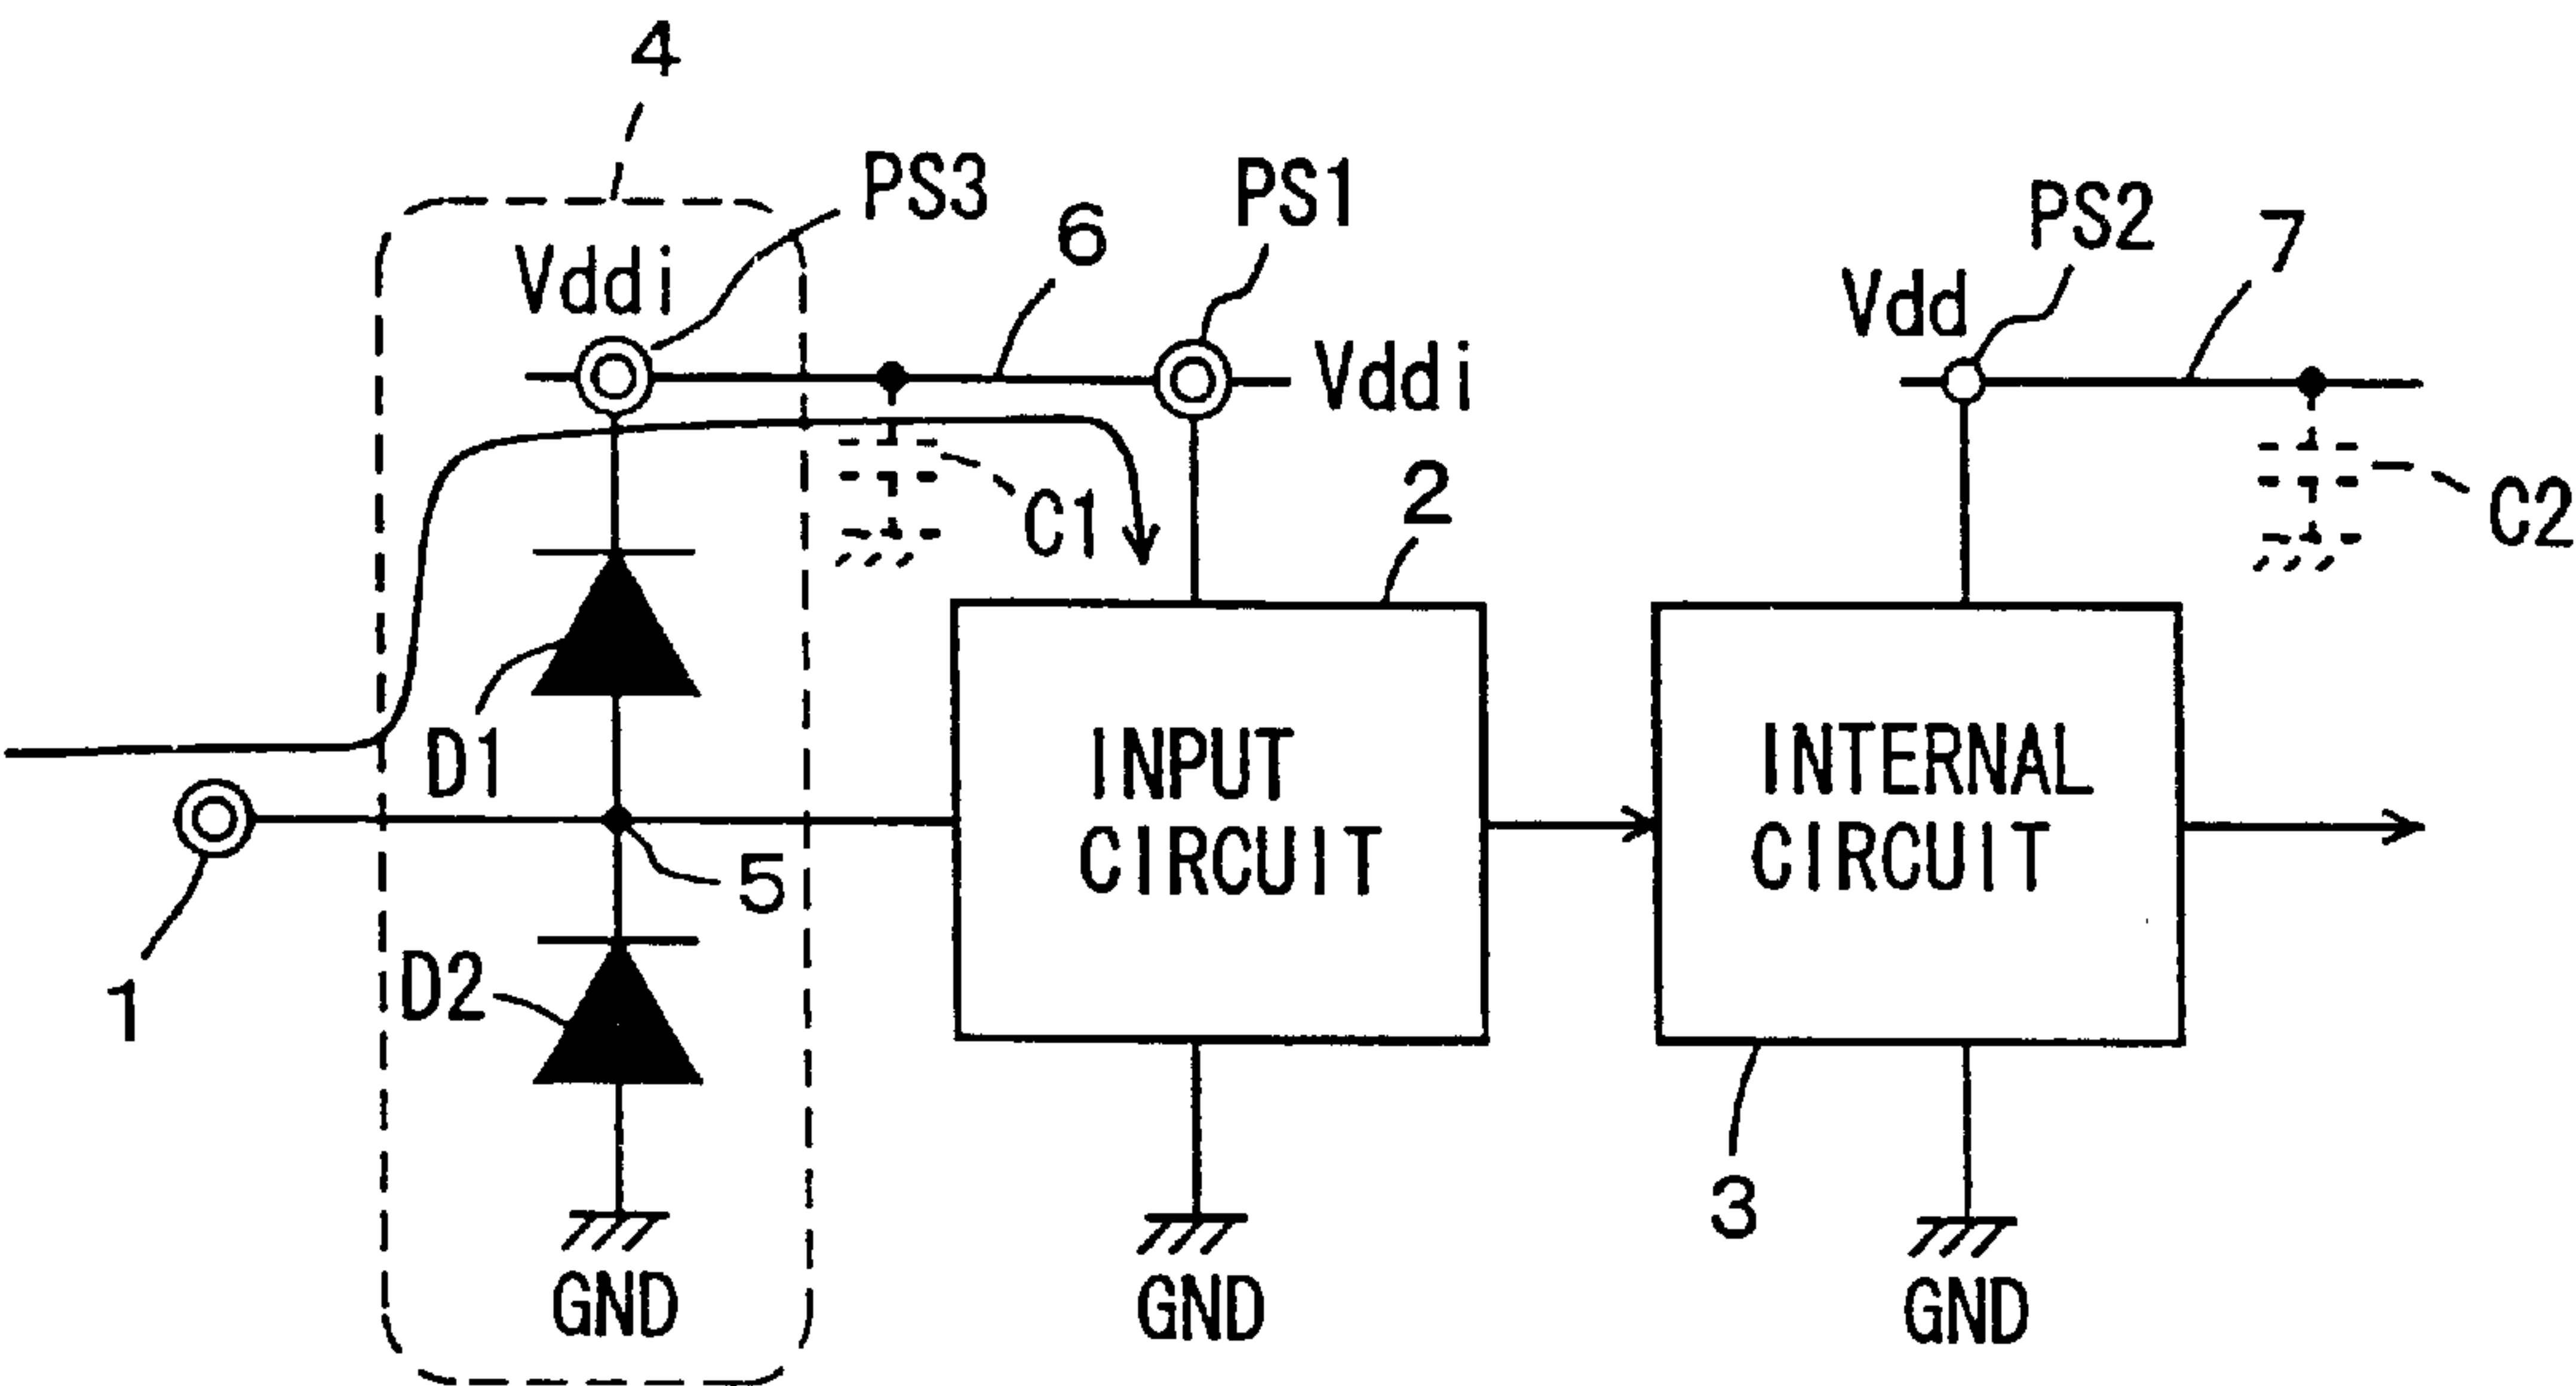 4
PS3
PS1
6
PS2
7
Vddi
Vdd
Vddi
C1
2
C2
D1
INPUT
CIRCUIT
INTERNAL
CIRCUIT
5
1
D2
3
GND
GND
GND